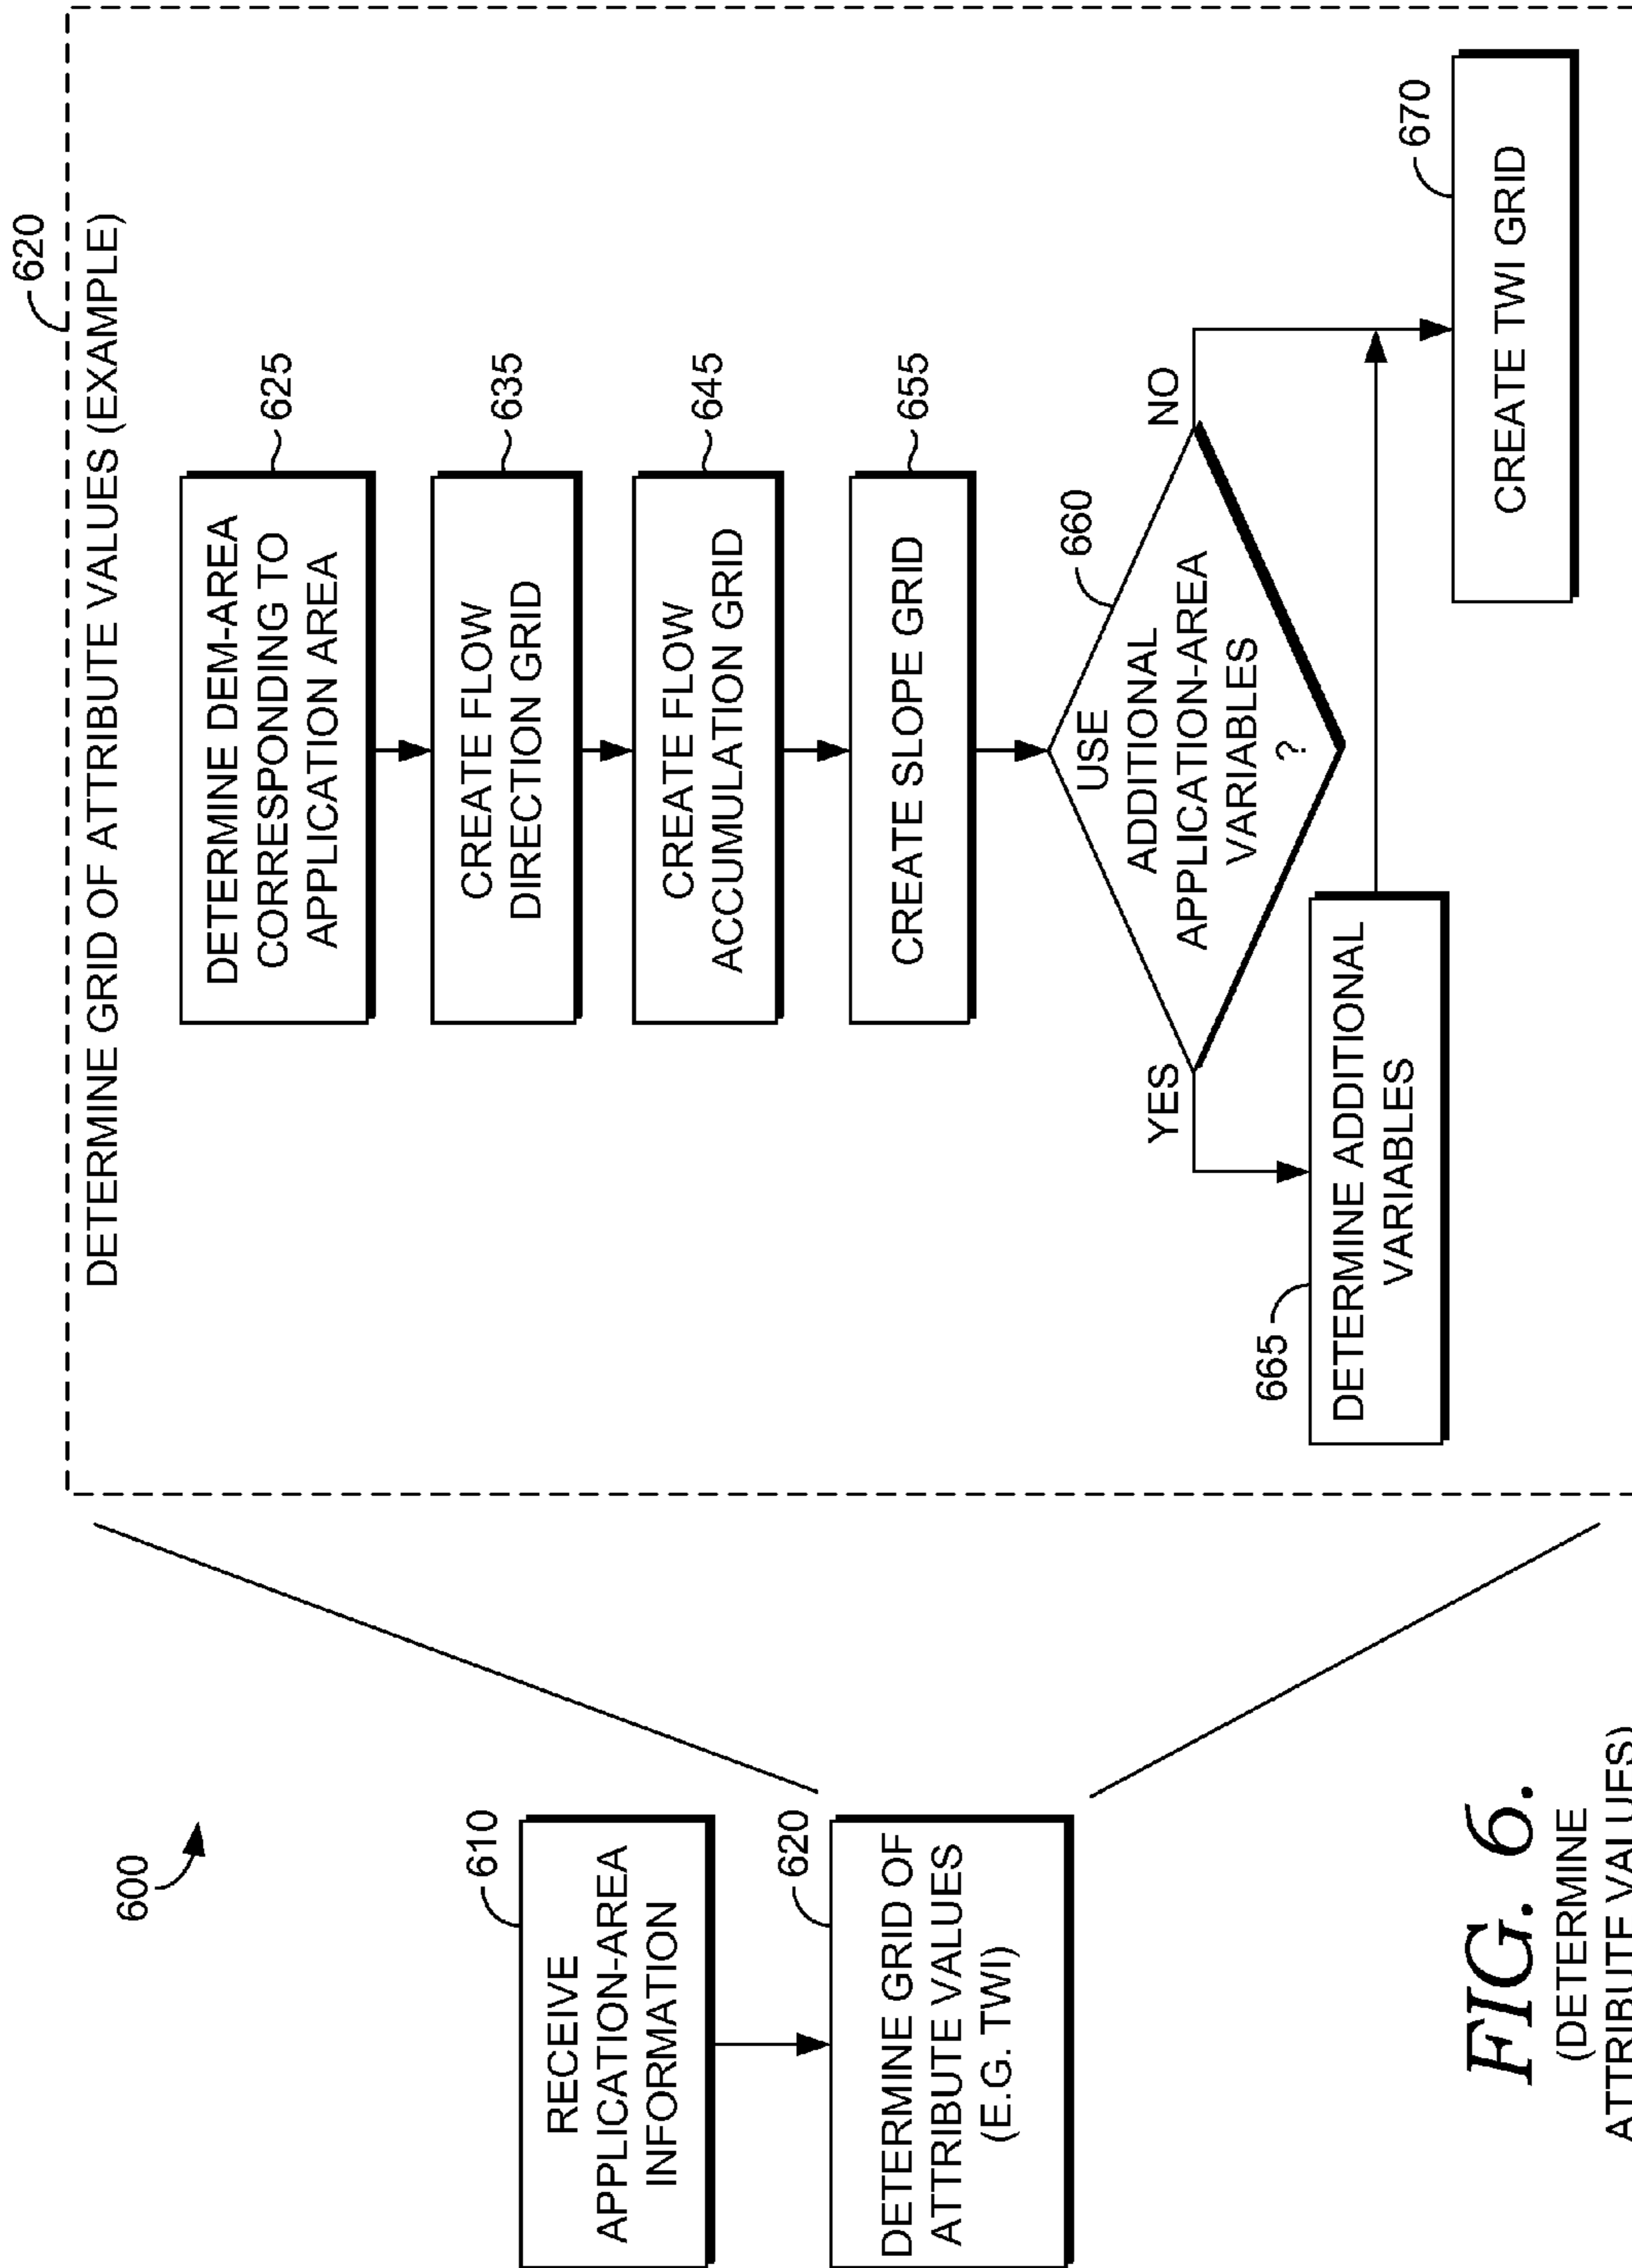 600
RECEIVE
APPLICATION-AREA
INFORMATION
610
DETERMINE GRID OF
ATTRIBUTE VALUES
(E.G. TWI)
620
620
DETERMINE GRID OF ATTRIBUTE VALUES (EXAMPLE)
DETERMINE DEM-AREA
CORRESPONDING TO
APPLICATION AREA
625
CREATE FLOW
DIRECTION GRID
635
CREATE FLOW
ACCUMULATION GRID
645
CREATE SLOPE GRID
655
USE
ADDITIONAL
APPLICATION-AREA
VARIABLES
?
660
YES
NO
665
DETERMINE ADDITIONAL
VARIABLES
CREATE TWI GRID
670
FIG. 6.
(DETERMINE
ATTRIBUTE VALUES)